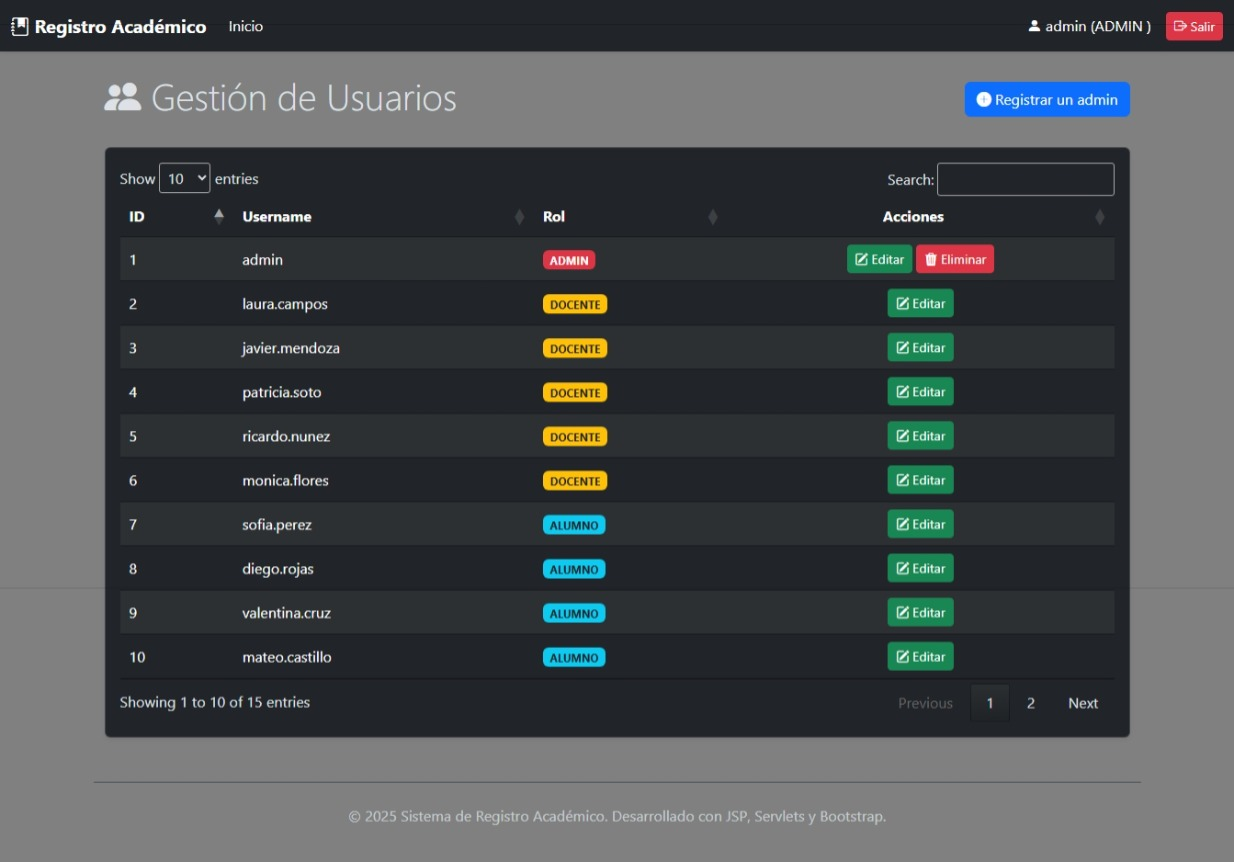 Registro Académico Inicio admin (ADMIN ) Salir
Gestión de Usuarios Registrar un admin
Show 10 entries Search:
ID Username Rol Acciones
1 admin ADMIN Editar Eliminar
2 laura.campos DOCENTE Editar
3 javier.mendoza DOCENTE Editar
4 patricia.soto DOCENTE Editar
5 ricardo.nunez DOCENTE Editar
6 monica.flores DOCENTE Editar
7 sofia.perez ALUMNO Editar
8 diego.rojas ALUMNO Editar
9 valentina.cruz ALUMNO Editar
10 mateo.castillo ALUMNO Editar
Showing 1 to 10 of 15 entries Previous 1 2 Next
© 2025 Sistema de Registro Académico. Desarrollado con JSP, Servlets y Bootstrap.